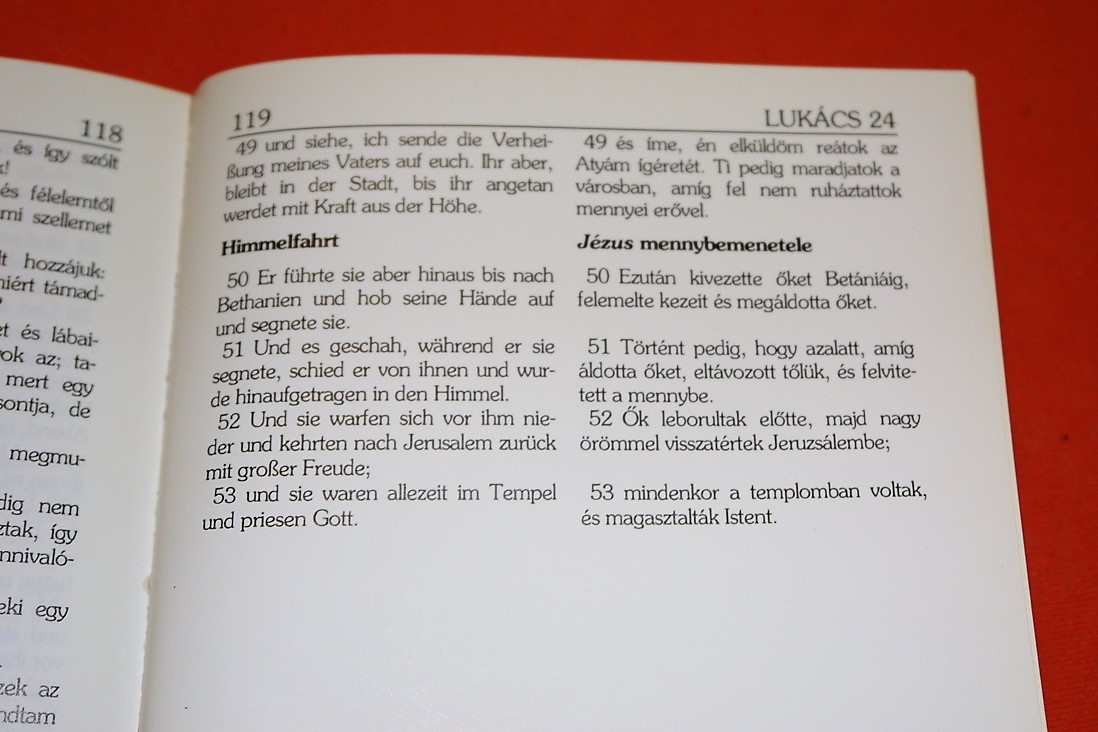 118
és így szólt
k!
és félelemtől
mi szellemet
hozzájuk:
miért támad-
et és lábai-
az; ta-
mert egy
de
megmu-
nem
így
nnivaló-
egy
az
119
LUKÁCS 24
49 und siehe, ich sende die Verhei-
ßung meines Vaters auf euch. Ihr aber,
bleibt in der Stadt, bis ihr angetan
werdet mit Kraft aus der Höhe.
Himmelfahrt
50 Er führte sie aber hinaus bis nach
Bethanien und hob seine Hände auf
und segnete sie.
51 Und es geschah, während er sie
segnete, schied er von ihnen und wur-
de hinaufgetragen in den Himmel.
52 Und sie warfen sich vor ihm nie-
der und kehrten nach Jerusalem zurück
mit großer Freude;
53 und sie waren allezeit im Tempel
und priesen Gott.
49 és íme, én elküldöm reátok az
Atyám ígéretét. Ti pedig maradjatok a
városban, amíg fel nem ruháztattok
mennyei erővel.
Jézus mennybemenetele
50 Ezután kivezette őket Betániáig,
felemelte kezeit és megáldotta őket.
51 Történt pedig, hogy azalatt, amíg
áldotta őket, eltávozott tőlük, és felvite-
tett a mennybe.
52 Ők leborultak előtte, majd nagy
örömmel visszatértek Jeruzsálembe;
53 mindenkor a templomban voltak,
és magasztalták Istent.